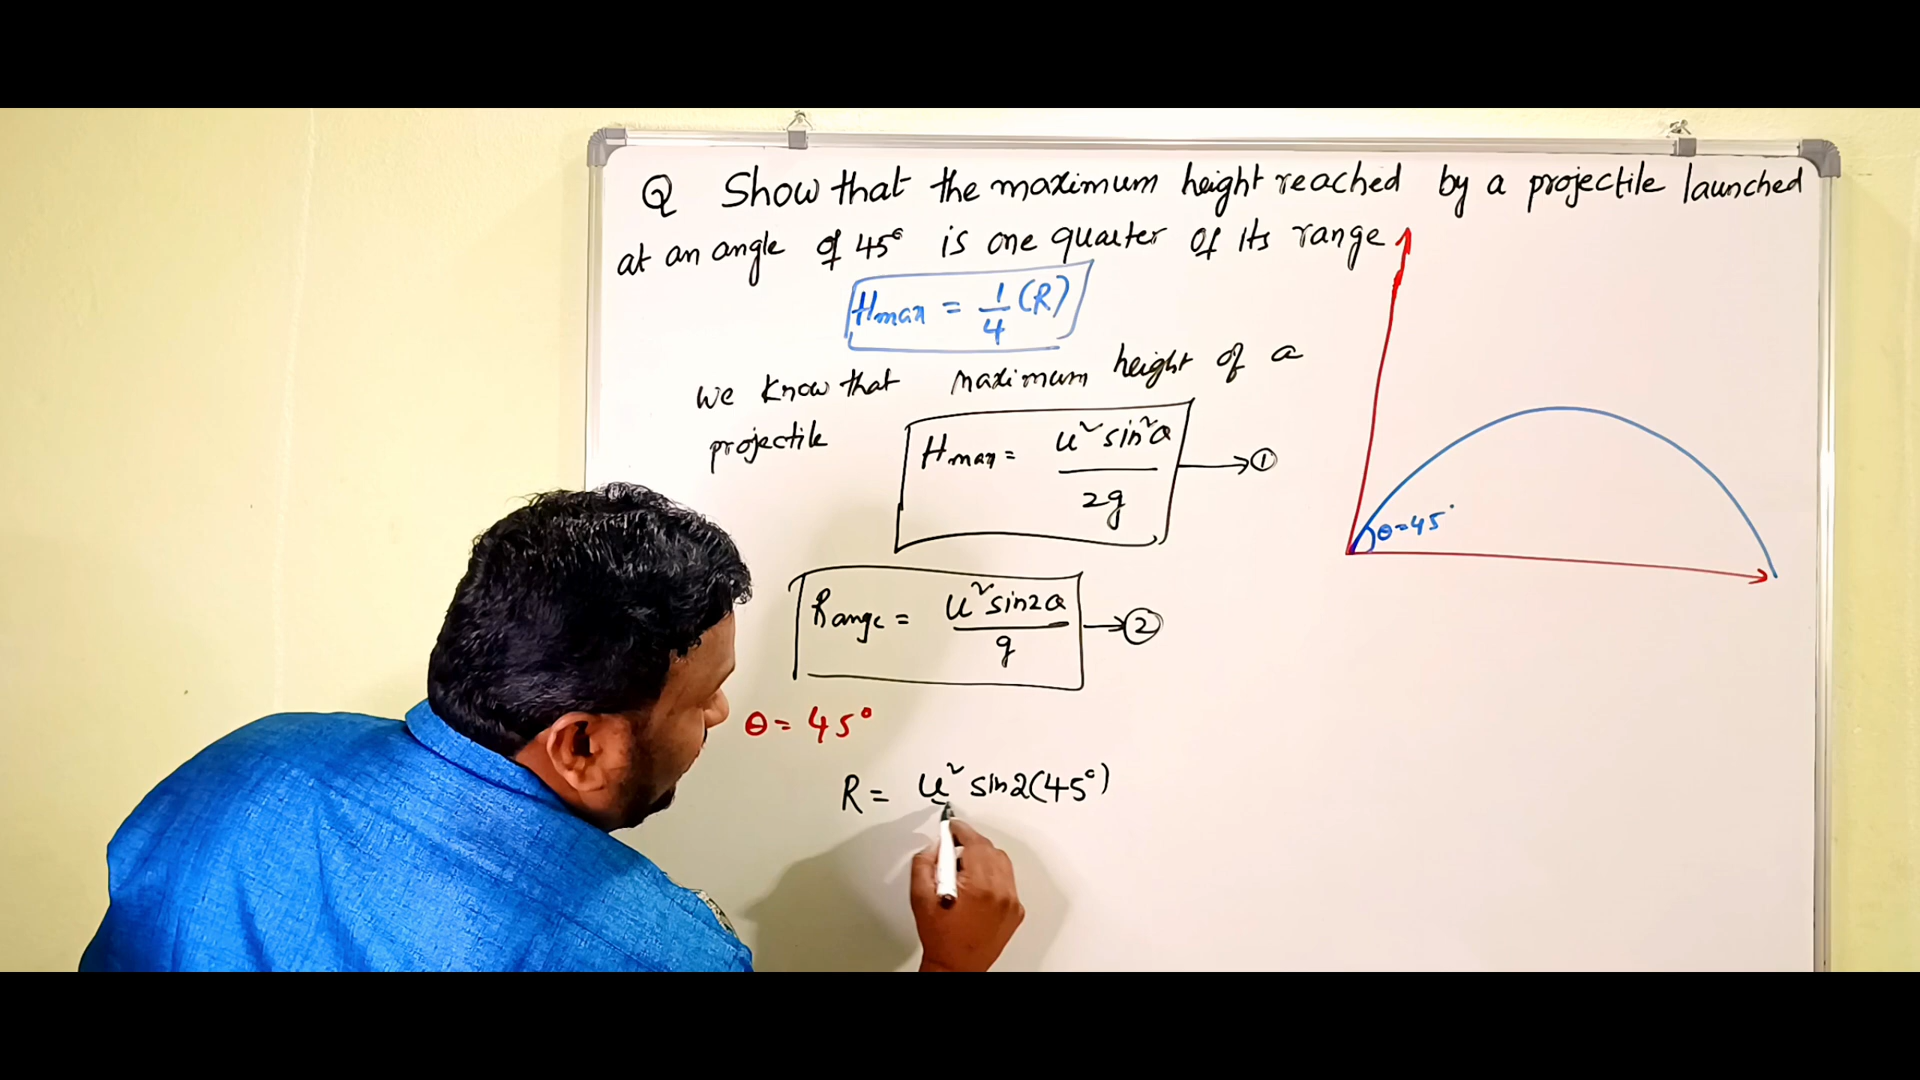 Q Show that the maximum height reached by a projectile launched
at an angle of 45° is one quarter of its range
Hmax = 1/4 (R)
we know that maximum height of a
projectile
Hmax = u² sin²θ / 2g → ①
Range = u² sin2θ / g → ②
θ = 45°
R = u² sin2(45°)
θ=45°